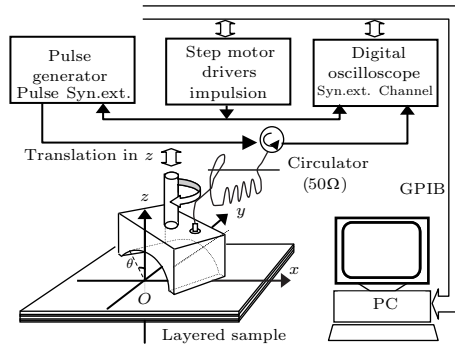 Pulse
generator
Pulse Syn.ext.
Step motor
drivers
impulsion
Digital
oscilloscope
Syn.ext. Channel
Translation in z
Circulator
(50Ω)
GPIB
z
y
θ
x
O
PC
Layered sample